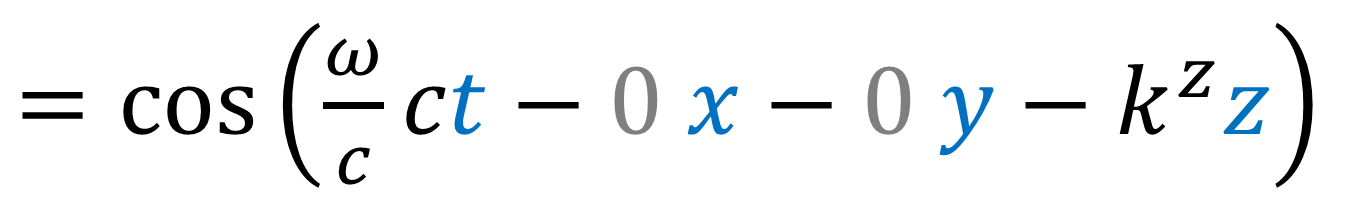 = cos(ω/c ct − 0 x − 0 y − k^z z)